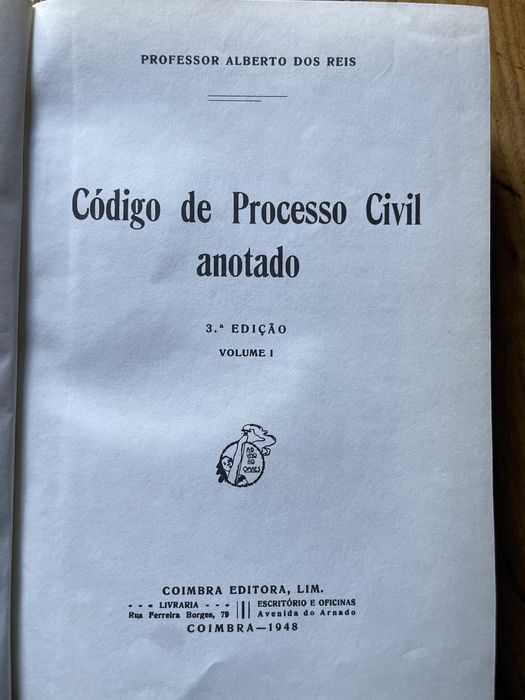 PROFESSOR ALBERTO DOS REIS
Código de Processo Civil
anotado
3.ª EDIÇÃO
VOLUME I
COIMBRA EDITORA, LIM.
- - - LIVRARIA - - - ESCRITÓRIO E OFICINAS
Rua Ferreira Borges, 79 Avenida do Arnado
COIMBRA—1948